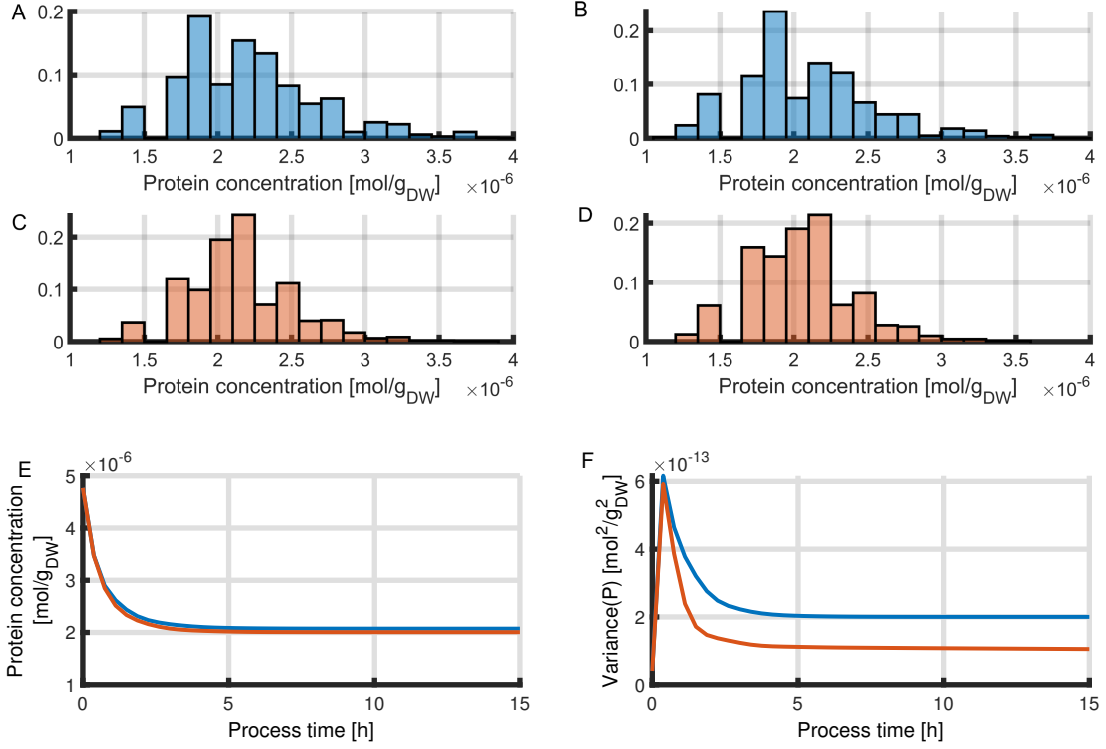 A
0.2
0.1
0
1 1.5 2 2.5 3 3.5 4
Protein concentration [mol/g_DW] ×10^-6
B
0.2
0.1
0
1 1.5 2 2.5 3 3.5 4
Protein concentration [mol/g_DW] ×10^-6
C
0.2
0.1
0
1 1.5 2 2.5 3 3.5 4
Protein concentration [mol/g_DW] ×10^-6
D
0.2
0.1
0
1 1.5 2 2.5 3 3.5 4
Protein concentration [mol/g_DW] ×10^-6
E
×10^-6
5
4
3
2
1
Protein concentration
[mol/g_DW]
0 5 10 15
Process time [h]
F
×10^-13
6
4
2
0
Variance(P) [mol^2/g^2_DW]
0 5 10 15
Process time [h]